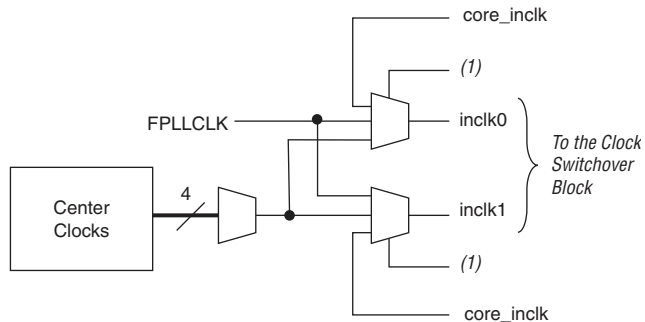 core_inclk
(1)
FPLLCLK
inclk0
To the Clock
Switchover
Block
4
Center
Clocks
inclk1
(1)
core_inclk